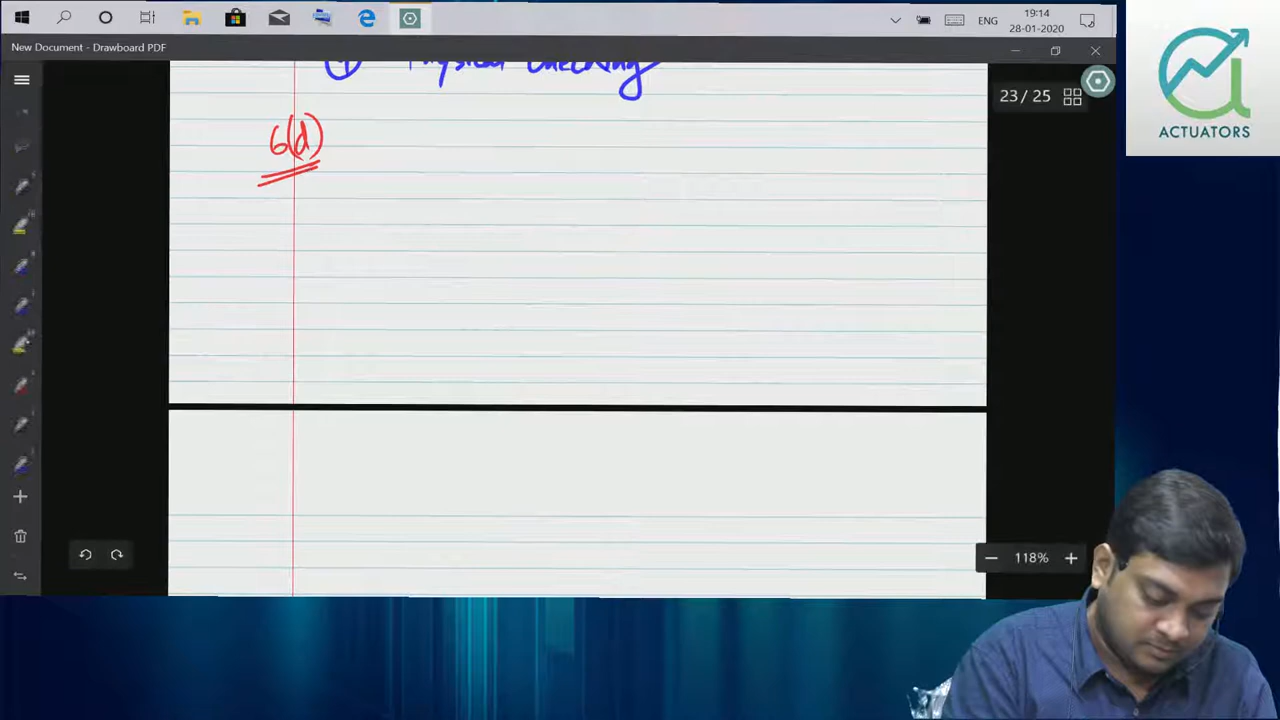 19:14
ENG
28-01-2020
New Document - Drawboard PDF
Physical Checking
23 / 25
ACTUATORS
6(d)
118%